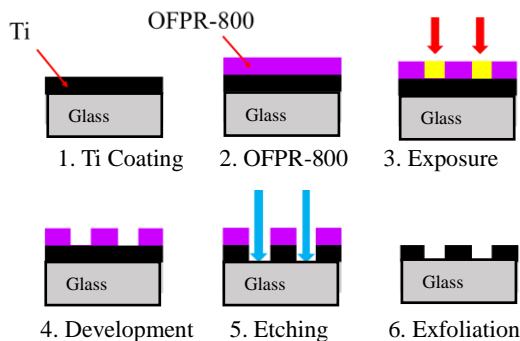 Ti
OFPR-800
Glass
Glass
Glass
1. Ti Coating
2. OFPR-800
3. Exposure
Glass
Glass
Glass
4. Development
5. Etching
6. Exfoliation